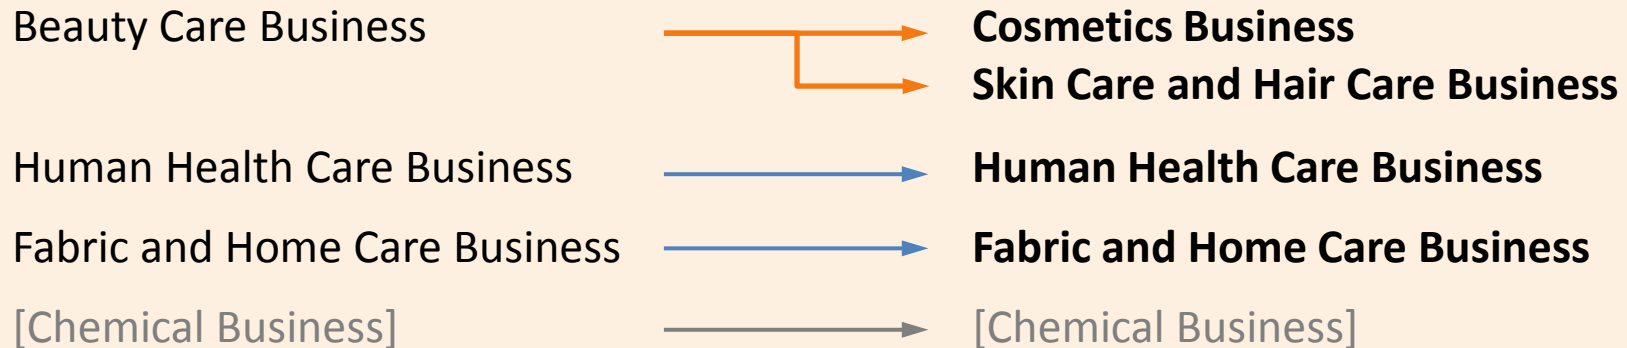 Beauty Care Business
Cosmetics Business
Skin Care and Hair Care Business
Human Health Care Business
Human Health Care Business
Fabric and Home Care Business
Fabric and Home Care Business
[Chemical Business]
[Chemical Business]